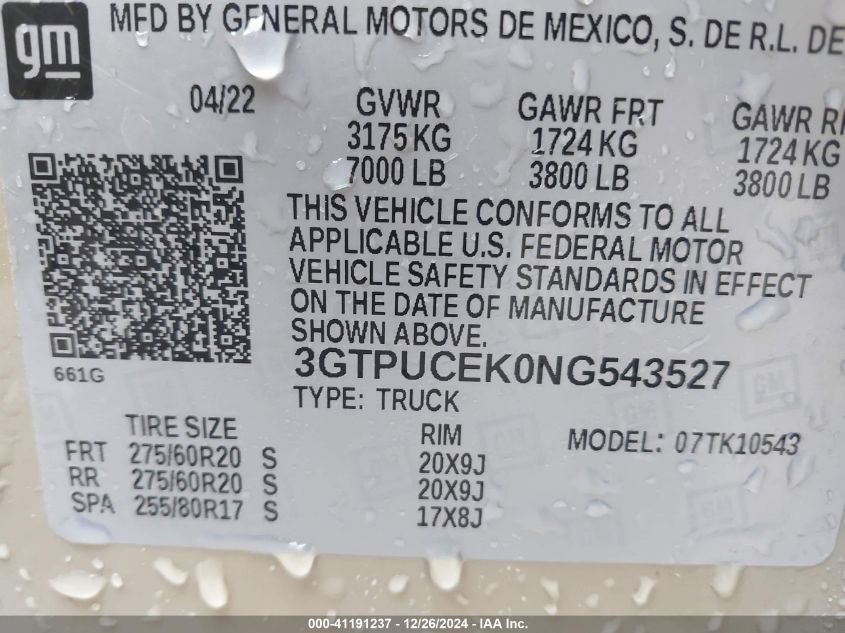 gm
MFD BY GENERAL MOTORS DE MEXICO, S. DE R.L. DE
04/22
GVWR GAWR FRT GAWR
3175 KG 1724 KG 1724 KG
7000 LB 3800 LB 3800 LB
THIS VEHICLE CONFORMS TO ALL
APPLICABLE U.S. FEDERAL MOTOR
VEHICLE SAFETY STANDARDS IN EFFECT
ON THE DATE OF MANUFACTURE
SHOWN ABOVE.
3GTPUCEK0NG543527
661G
TYPE: TRUCK
TIRE SIZE RIM MODEL: 07TK10543
FRT 275/60R20 S 20X9J
RR 275/60R20 S 20X9J
SPA 255/80R17 S 17X8J
000-41191237 - 12/26/2024 - IAA Inc.